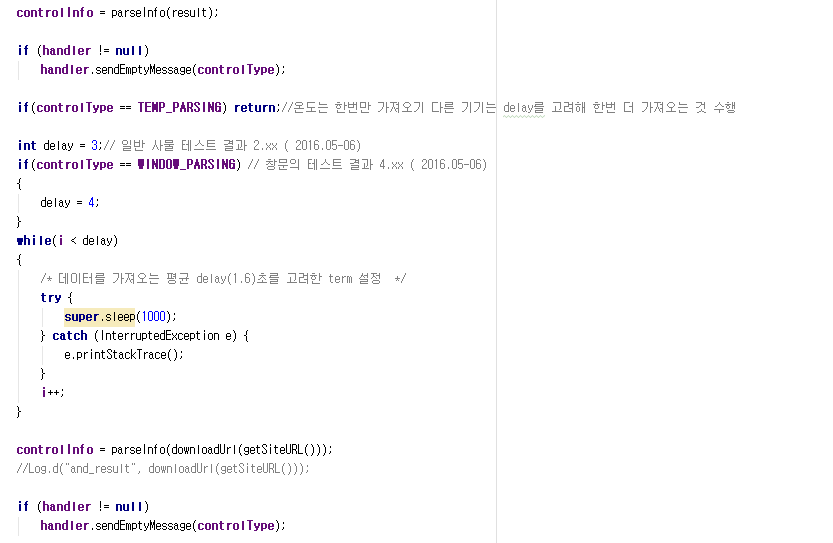 controlInfo = parseInfo(result);
if (handler != null)
handler.sendEmptyMessage(controlType);
if(controlType == TEMP_PARSING) return;//온도는 한번만 가져오기 다른 기기는 delay를 고려해 한번 더 가져오는 것 수행
int delay = 3;// 일반 사물 테스트 결과 2.xx ( 2016.05-06)
if(controlType == WINDOW_PARSING) // 창문의 테스트 결과 4.xx ( 2016.05-06)
{
delay = 4;
}
while(i < delay)
{
/* 데이터를 가져오는 평균 delay(1.6)초를 고려한 term 설정  */
try {
super.sleep(1000);
} catch (InterruptedException e) {
e.printStackTrace();
}
i++;
}
controlInfo = parseInfo(downloadUrl(getSiteURL()));
//Log.d("and_result", downloadUrl(getSiteURL()));
if (handler != null)
handler.sendEmptyMessage(controlType);